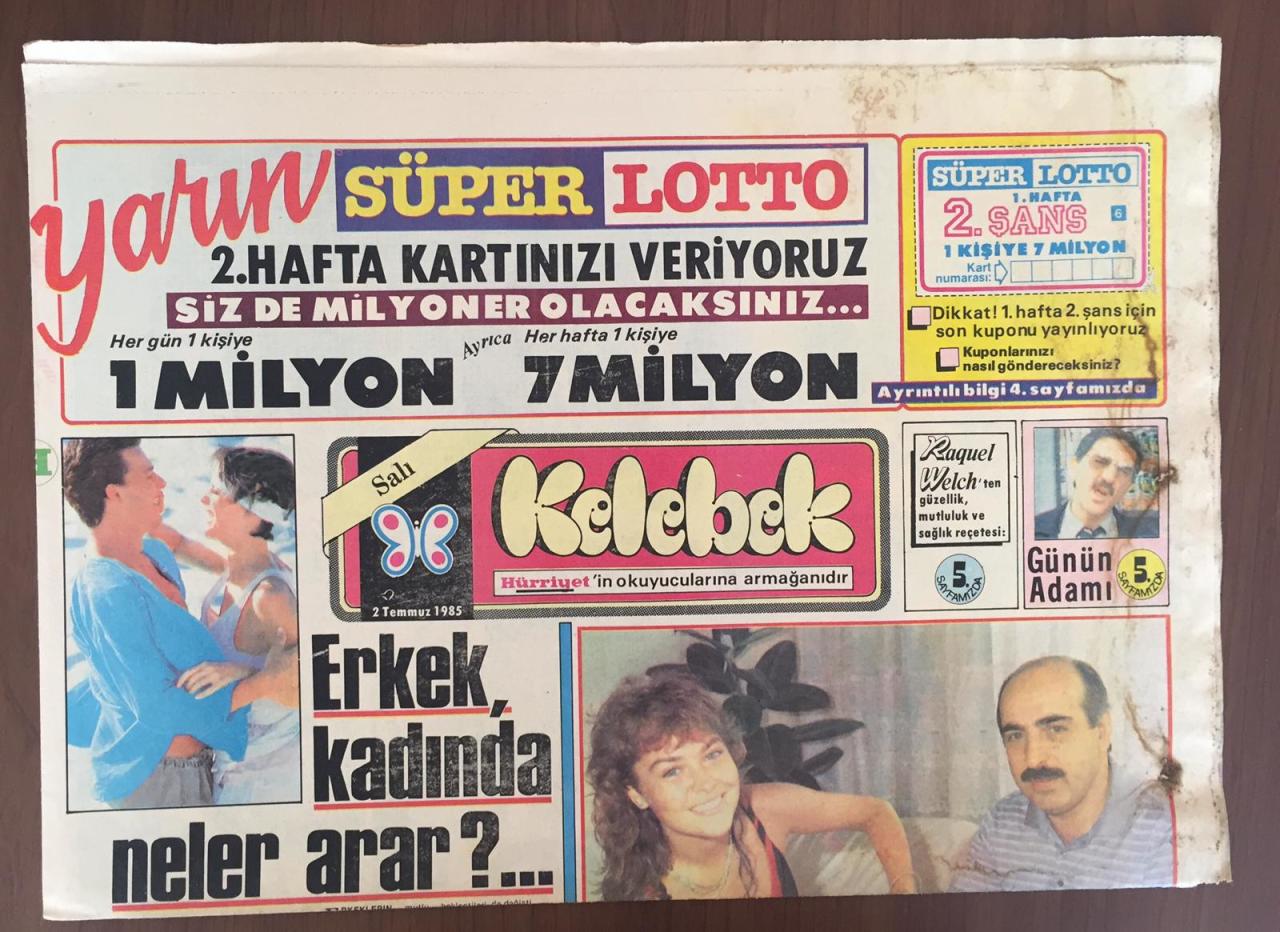 yarın SÜPER LOTTO
2.HAFTA KARTINIZI VERİYORUZ
SİZ DE MİLYONER OLACAKSINIZ...
Her gün 1 kişiye
1 MİLYON
Ayrıca
Her hafta 1 kişiye
7 MİLYON
SÜPER LOTTO
1. HAFTA
2. ŞANS 6
1 KİŞİYE 7 MİLYON
Kart
numarası:
Dikkat! 1. hafta 2. şans için
son kuponu yayınlıyoruz
Kuponlarınızı
nasıl göndereceksiniz?
Ayrıntılı bilgi 4. sayfamızda
Salı
Kelebek
Hürriyet'in okuyucularına armağanıdır
2 Temmuz 1985
Raquel
Welch'ten
güzellik,
mutluluk ve
sağlık reçetesi:
5.
SAYFAMIZDA
Günün
Adamı
5.
SAYFAMIZDA
Erkek,
kadında
neler arar?...